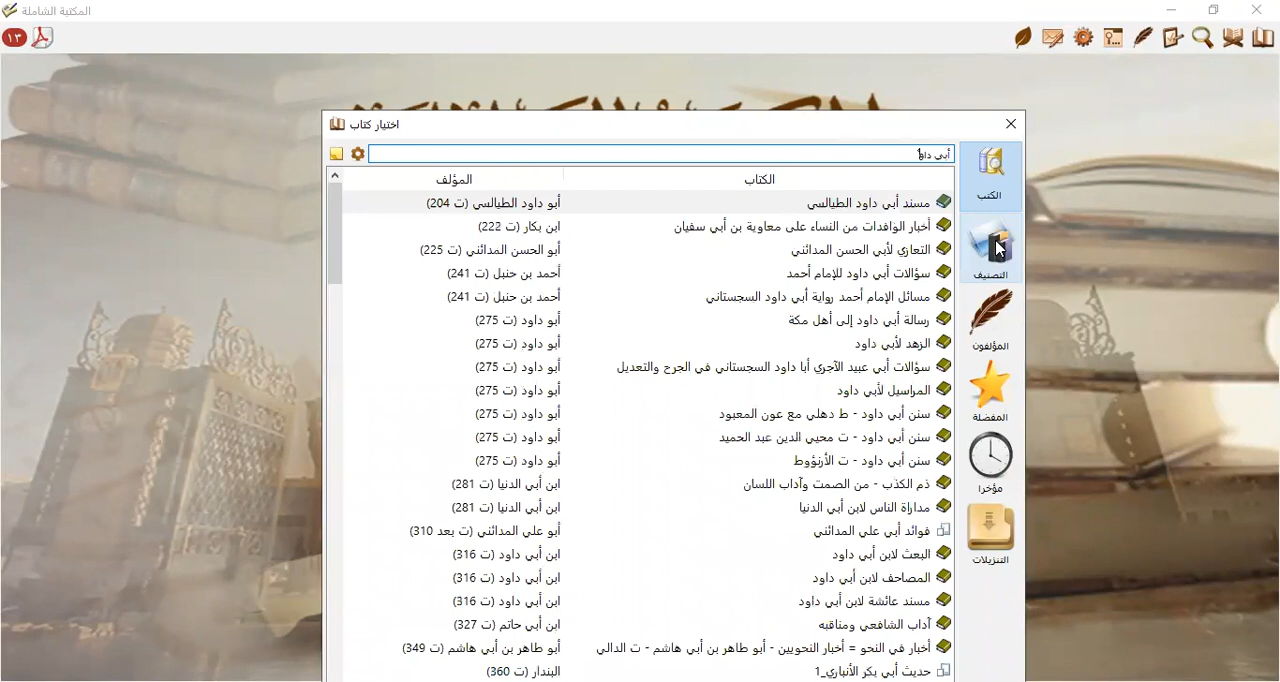 المكتبة الشاملة
١٣
اختيار كتاب
أبي داو
الكتاب المؤلف
مسند أبي داود الطيالسي أبو داود الطيالسي (ت 204)
أخبار الوافدات من النساء على معاوية بن أبي سفيان ابن بكار (ت 222)
التعازي لأبي الحسن المدائني أبو الحسن المدائني (ت 225)
سؤالات أبي داود للإمام أحمد أحمد بن حنبل (ت 241)
مسائل الإمام أحمد رواية أبي داود السجستاني أحمد بن حنبل (ت 241)
رسالة أبي داود إلى أهل مكة أبو داود (ت 275)
الزهد لأبي داود أبو داود (ت 275)
سؤالات أبي عبيد الآجري أبا داود السجستاني في الجرح والتعديل أبو داود (ت 275)
المراسيل لأبي داود أبو داود (ت 275)
سنن أبي داود - ط دهلي مع عون المعبود أبو داود (ت 275)
سنن أبي داود - ت محيي الدين عبد الحميد أبو داود (ت 275)
سنن أبي داود - ت الأرنؤوط أبو داود (ت 275)
ذم الكذب - من الصمت وآداب اللسان ابن أبي الدنيا (ت 281)
مداراة الناس لابن أبي الدنيا ابن أبي الدنيا (ت 281)
فوائد أبي علي المدائني أبو علي المدائني (ت بعد 310)
البعث لابن أبي داود ابن أبي داود (ت 316)
المصاحف لابن أبي داود ابن أبي داود (ت 316)
مسند عائشة لابن أبي داود ابن أبي داود (ت 316)
آداب الشافعي ومناقبه ابن أبي حاتم (ت 327)
أخبار في النحو = أخبار النحويين - أبو طاهر بن أبي هاشم - ت الدالي أبو طاهر بن أبي هاشم (ت 349)
حديث أبي بكر الأنباري_1 البندار (ت 360)
الكتب
التصنيف
المؤلفون
المفضلة
مؤخرا
التنزيلات